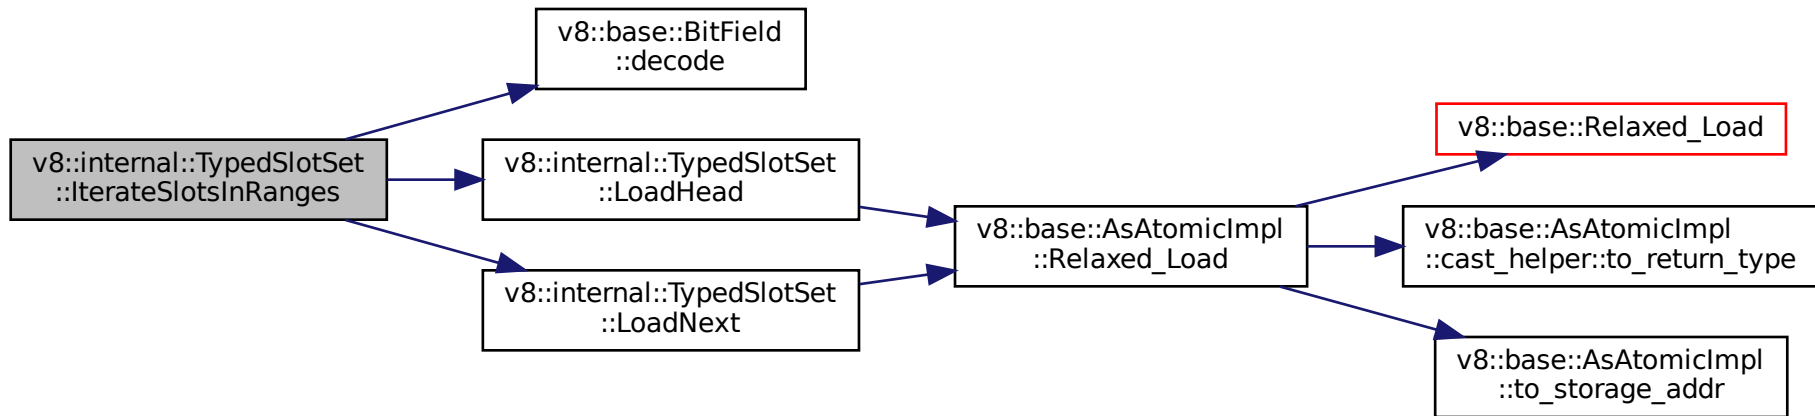 v8::internal::TypedSlotSet
::IterateSlotsInRanges
v8::base::BitField
::decode
v8::internal::TypedSlotSet
::LoadHead
v8::internal::TypedSlotSet
::LoadNext
v8::base::AsAtomicImpl
::Relaxed_Load
v8::base::Relaxed_Load
v8::base::AsAtomicImpl
::cast_helper::to_return_type
v8::base::AsAtomicImpl
::to_storage_addr